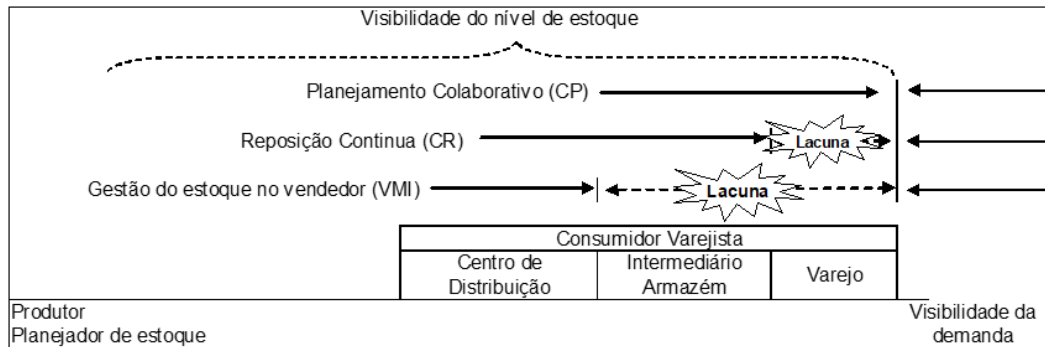 Visibilidade do nível de estoque
Planejamento Colaborativo (CP)
Reposição Continua (CR)
Lacuna
Gestão do estoque no vendedor (VMI)
Lacuna
Consumidor Varejista
Centro de
Distribuição
Intermediário
Armazém
Varejo
Produtor
Planejador de estoque
Visibilidade da
demanda